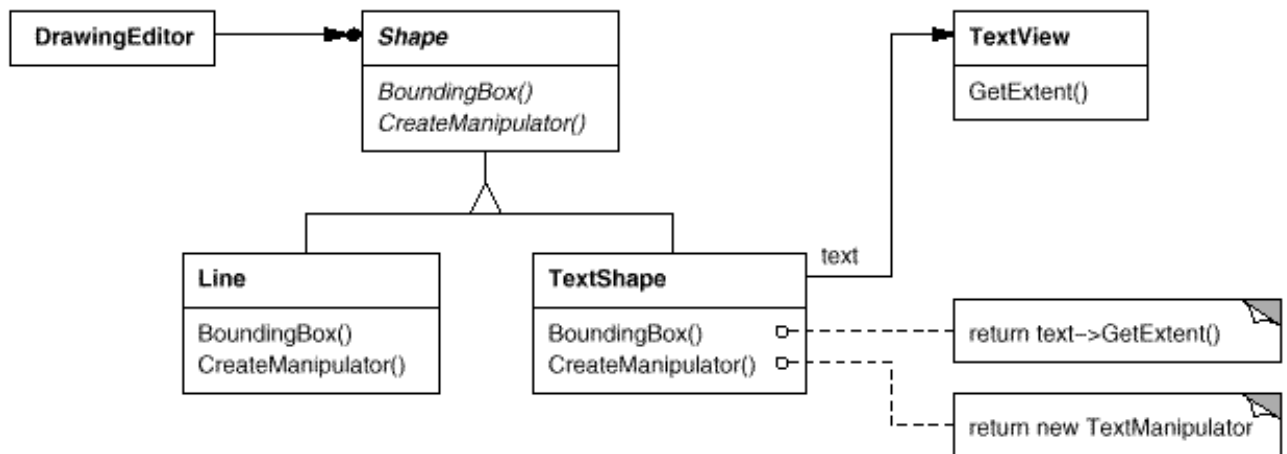 DrawingEditor
Shape
BoundingBox()
CreateManipulator()
TextView
GetExtent()
Line
BoundingBox()
CreateManipulator()
TextShape
BoundingBox()
CreateManipulator()
text
return text->GetExtent()
return new TextManipulator